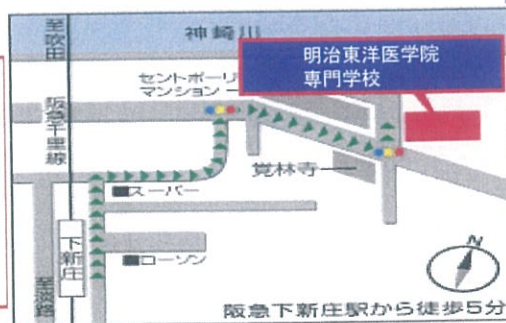 至吹田
神崎川
明治東洋医学院
専門学校
セントポーリ
マンション
阪急千里線
覚林寺
■スーパー
下新庄
■ローソン
至淡路
N
阪急下新庄駅から徒歩5分